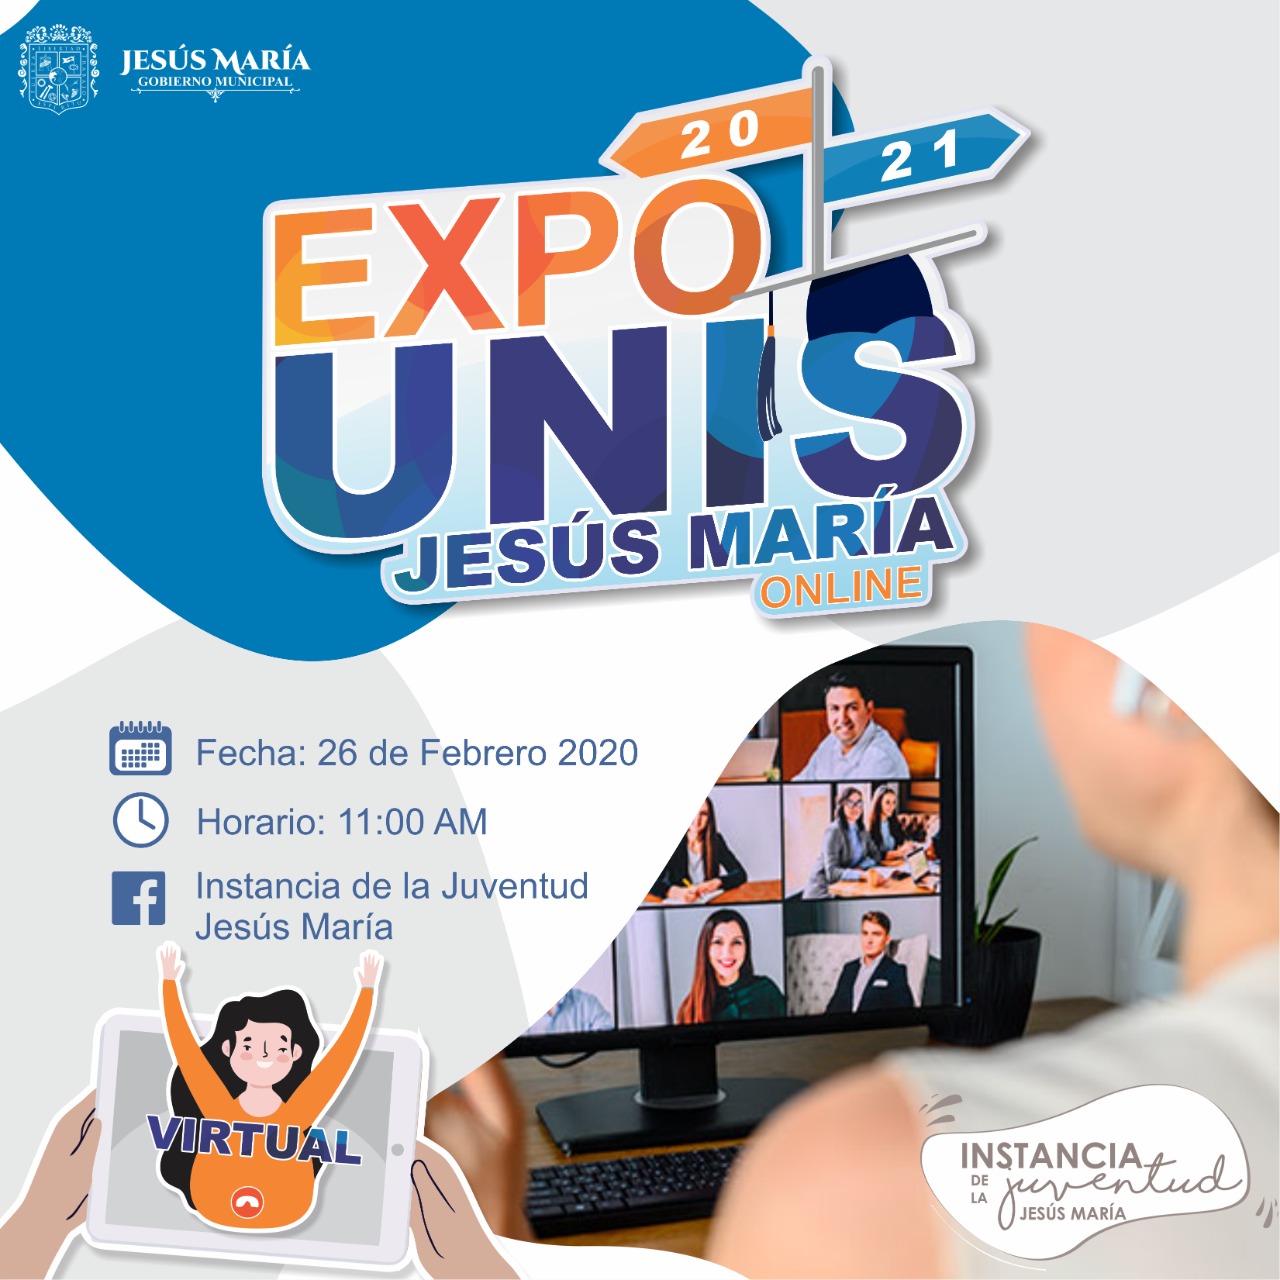 JESÚS MARÍA
GOBIERNO MUNICIPAL
20
21
EXPO
UNIS
JESÚS MARÍA
ONLINE
Fecha: 26 de Febrero 2020
Horario: 11:00 AM
Instancia de la Juventud
Jesús María
VIRTUAL
INSTANCIA
DE LA juventud
JESÚS MARÍA